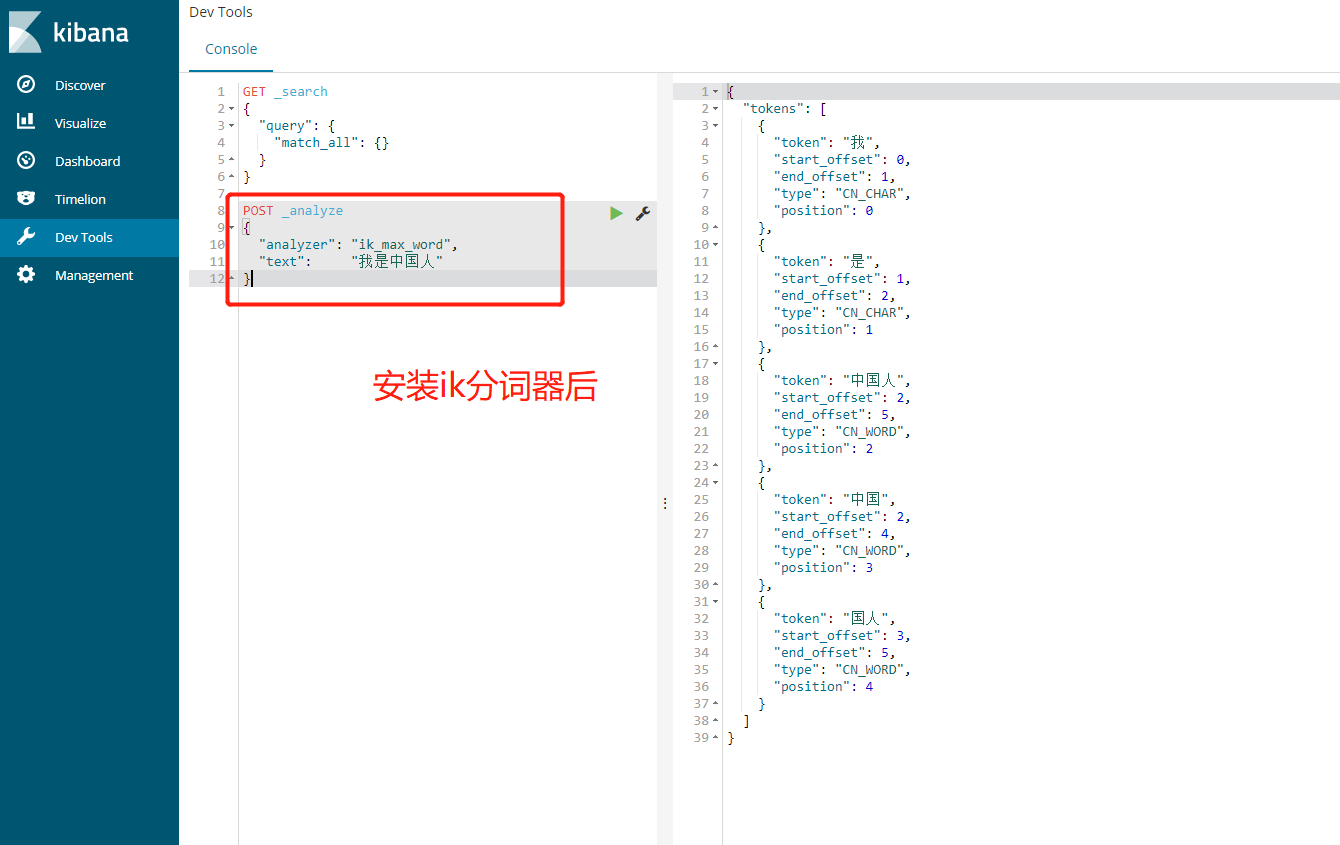 kibana
Discover
Visualize
Dashboard
Timelion
Dev Tools
Management
Dev Tools
Console
1 GET _search
2 {
3 "query": {
4 "match_all": {}
5 }
6 }
7
8 POST _analyze
9 {
10 "analyzer": "ik_max_word",
11 "text": "我是中国人"
12 }
安装ik分词器后
1 {
2 "tokens": [
3 {
4 "token": "我",
5 "start_offset": 0,
6 "end_offset": 1,
7 "type": "CN_CHAR",
8 "position": 0
9 },
10 {
11 "token": "是",
12 "start_offset": 1,
13 "end_offset": 2,
14 "type": "CN_CHAR",
15 "position": 1
16 },
17 {
18 "token": "中国人",
19 "start_offset": 2,
20 "end_offset": 5,
21 "type": "CN_WORD",
22 "position": 2
23 },
24 {
25 "token": "中国",
26 "start_offset": 2,
27 "end_offset": 4,
28 "type": "CN_WORD",
29 "position": 3
30 },
31 {
32 "token": "国人",
33 "start_offset": 3,
34 "end_offset": 5,
35 "type": "CN_WORD",
36 "position": 4
37 }
38 ]
39 }